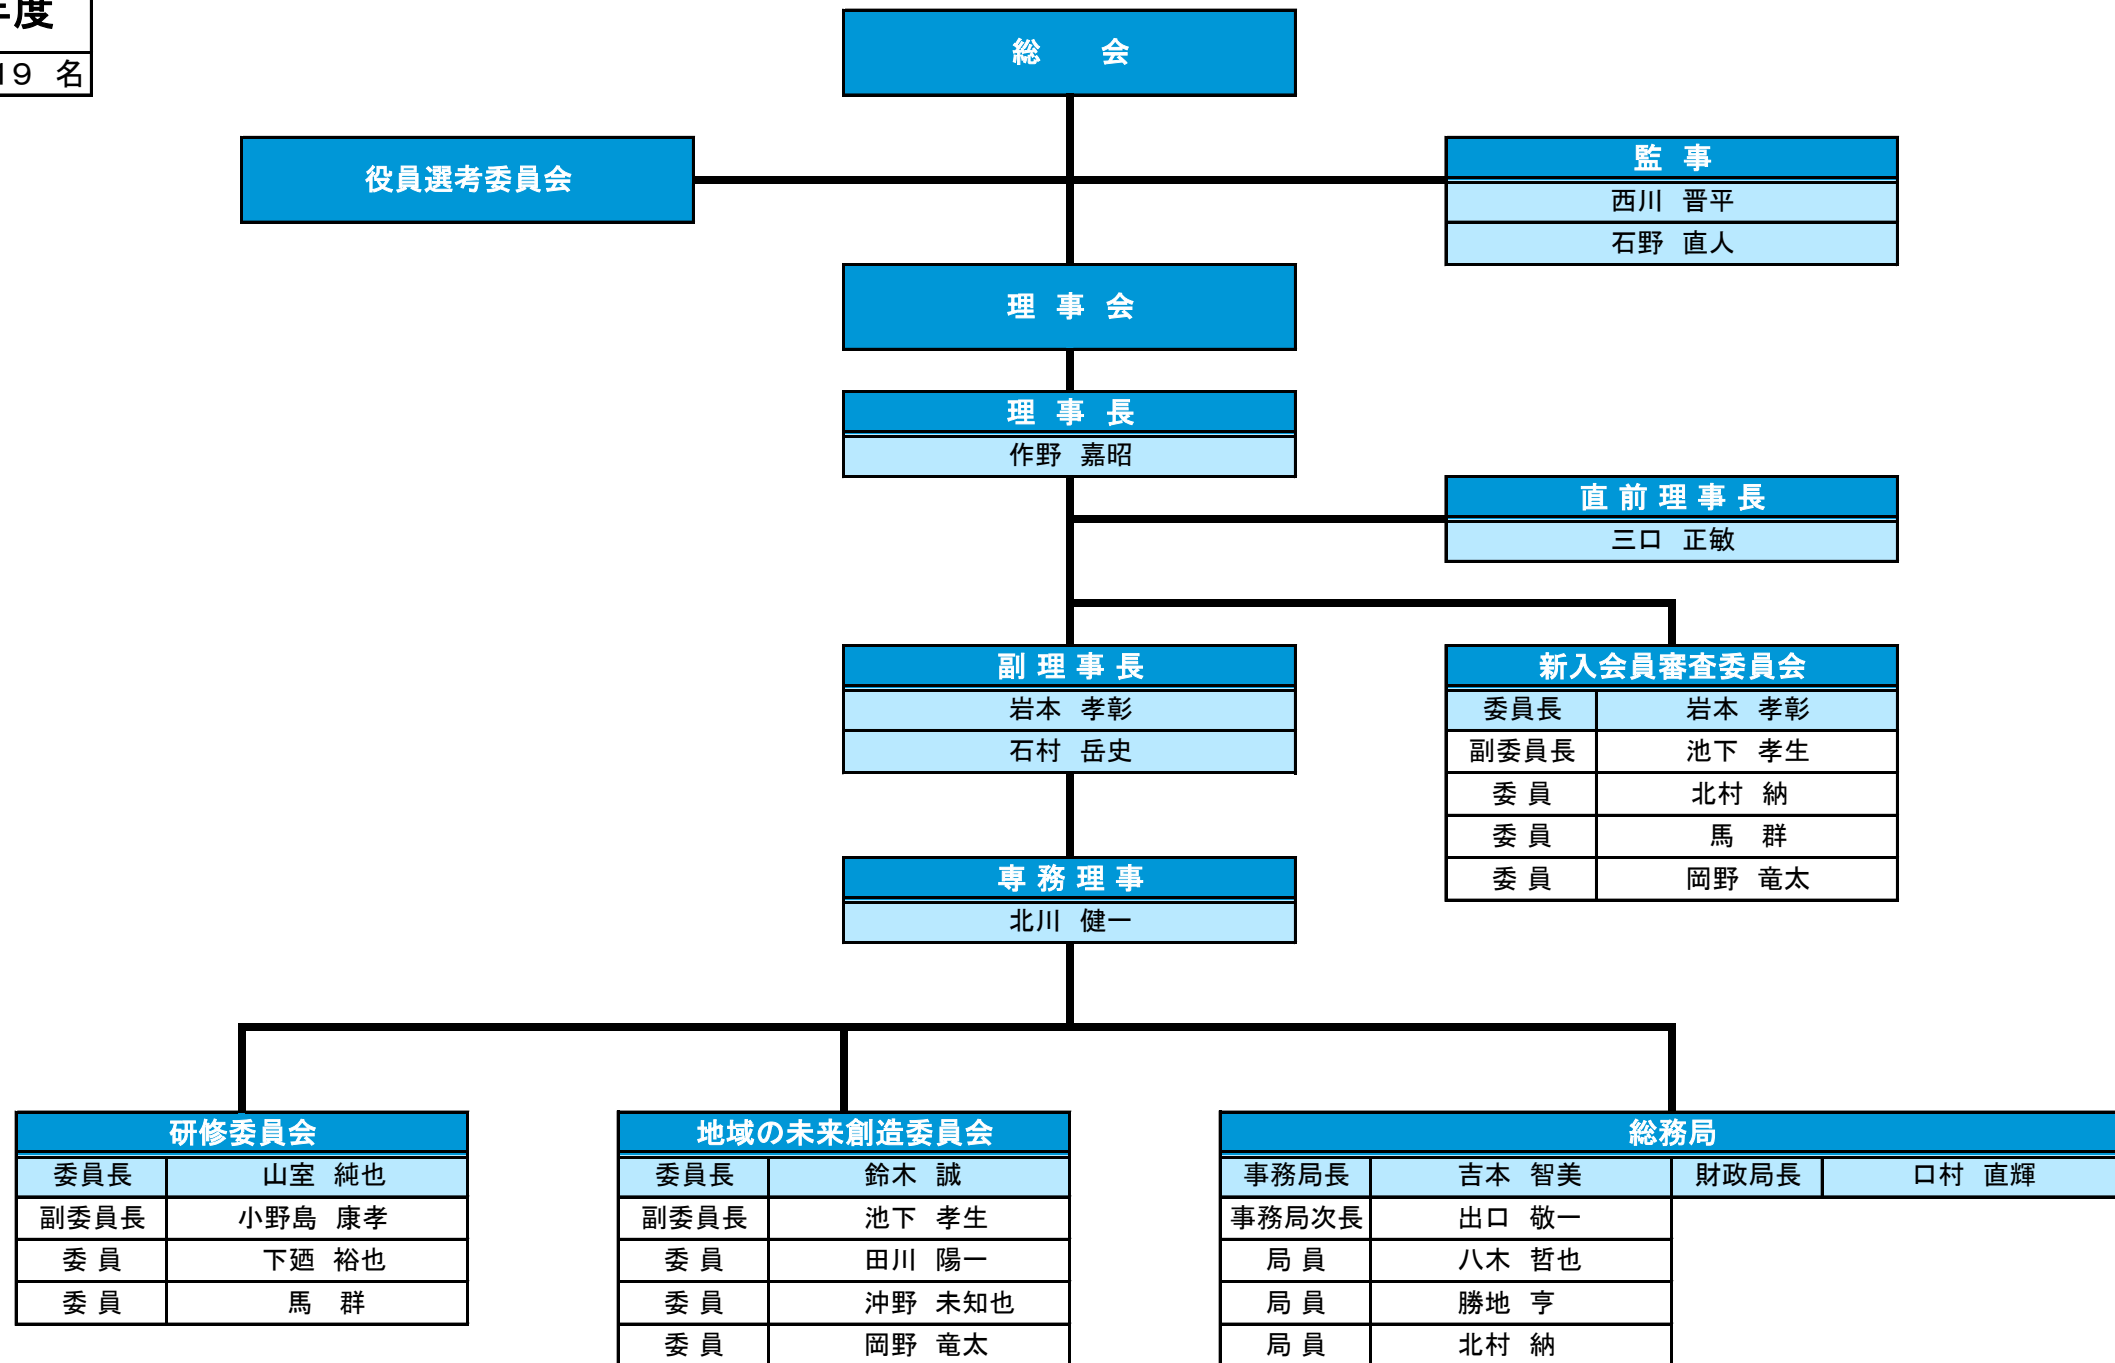 年度
19 名
総 会
役員選考委員会
監 事
西川 晋平
石野 直人
理 事 会
理 事 長
作野 嘉昭
直 前 理 事 長
三口 正敏
副 理 事 長
岩本 孝彰
石村 岳史
新入会員審査委員会
委員長 岩本 孝彰
副委員長 池下 孝生
委 員 北村 納
委 員 馬 群
委 員 岡野 竜太
専 務 理 事
北川 健一
研修委員会
委員長 山室 純也
副委員長 小野島 康孝
委 員 下廼 裕也
委 員 馬 群
地域の未来創造委員会
委員長 鈴木 誠
副委員長 池下 孝生
委 員 田川 陽一
委 員 沖野 未知也
委 員 岡野 竜太
総務局
事務局長 吉本 智美 財政局長 口村 直輝
事務局次長 出口 敬一
局 員 八木 哲也
局 員 勝地 亨
局 員 北村 納